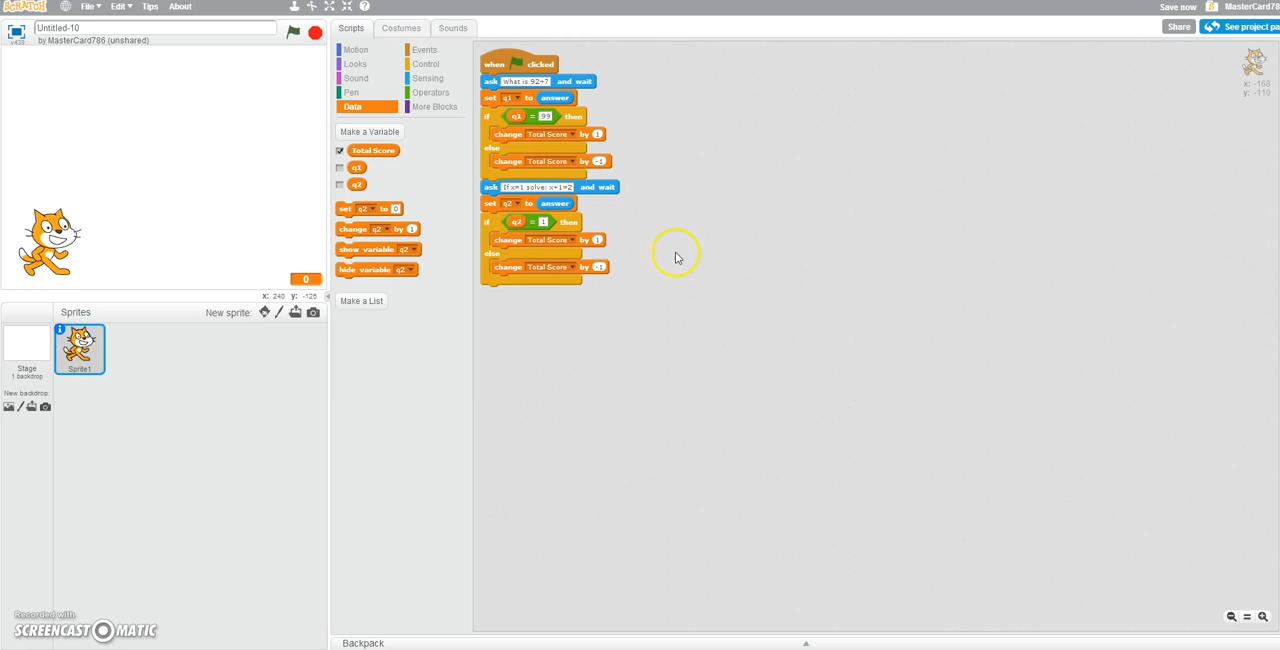 SCRATCH File Edit Tips About Save now MasterCard78
Untitled-10
v439 by MasterCard786 (unshared)
Scripts Costumes Sounds Share See project pa
Motion Events
Looks Control
Sound Sensing
Pen Operators
Data More Blocks
Make a Variable
Total Score
q1
q2
set q2 to 0
change q2 by 1
show variable q2
hide variable q2
Make a List
when clicked
ask What is 92+7 and wait
set q1 to answer
if q1 = 99 then
change Total Score by 1
else
change Total Score by -1
ask If x=1 solve: x+1=2 and wait
set q2 to answer
if q2 = 1 then
change Total Score by 1
else
change Total Score by -1
x: -168
y: -110
0
x: 240 y: -126
Sprites New sprite:
Stage
1 backdrop
Sprite1
New backdrop:
Recorded with
SCREENCAST-O-MATIC
Backpack